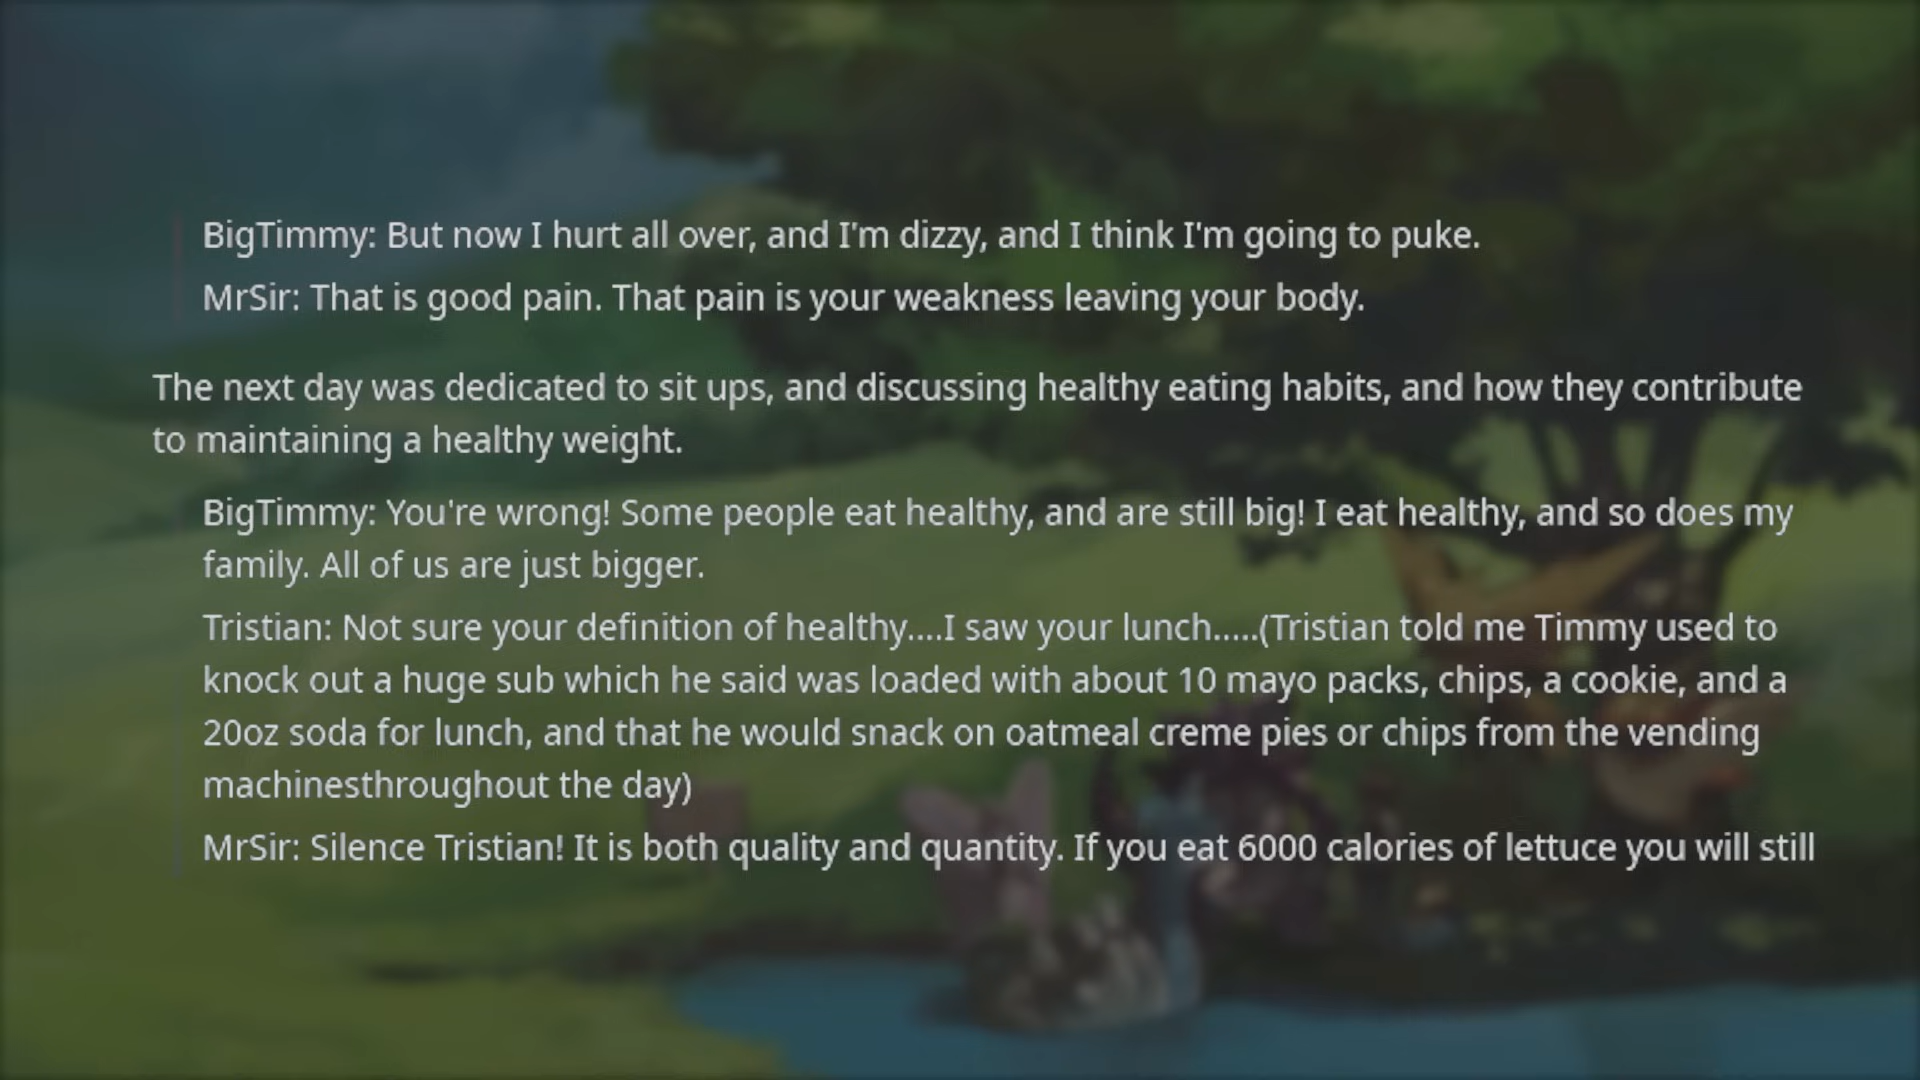 BigTimmy: But now I hurt all over, and I'm dizzy, and I think I'm going to puke.
MrSir: That is good pain. That pain is your weakness leaving your body.
The next day was dedicated to sit ups, and discussing healthy eating habits, and how they contribute
to maintaining a healthy weight.
BigTimmy: You're wrong! Some people eat healthy, and are still big! I eat healthy, and so does my
family. All of us are just bigger.
Tristian: Not sure your definition of healthy....I saw your lunch.....(Tristian told me Timmy used to
knock out a huge sub which he said was loaded with about 10 mayo packs, chips, a cookie, and a
20oz soda for lunch, and that he would snack on oatmeal creme pies or chips from the vending
machinesthroughout the day)
MrSir: Silence Tristian! It is both quality and quantity. If you eat 6000 calories of lettuce you will still